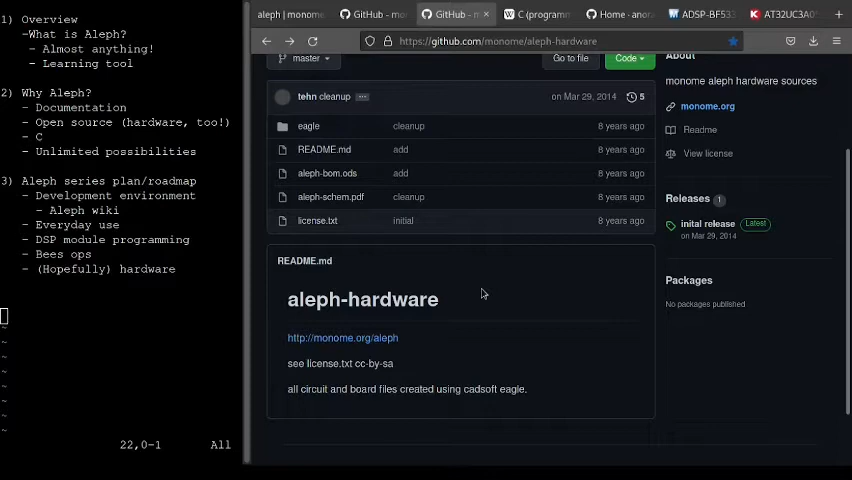 1) Overview
-What is Aleph?
- Almost anything!
- Learning tool
2) Why Aleph?
- Documentation
- Open source (hardware, too!)
- C
- Unlimited possibilities
3) Aleph series plan/roadmap
- Development environment
- Aleph wiki
- Everyday use
- DSP module programming
- Bees ops
- (Hopefully) hardware
~
~
~
~
~
~
~
22,0-1 All
aleph | monome
GitHub - mo
GitHub - m
C (program
Home · anor
ADSP-BF533
AT32UC3A0
https://github.com/monome/aleph-hardware
master
Go to file
Code
tehn cleanup
on Mar 29, 2014
5
eagle cleanup 8 years ago
README.md add 8 years ago
aleph-bom.ods add 8 years ago
aleph-schem.pdf cleanup 8 years ago
license.txt initial 8 years ago
README.md
aleph-hardware
http://monome.org/aleph
see license.txt cc-by-sa
all circuit and board files created using cadsoft eagle.
About
monome aleph hardware sources
monome.org
Readme
View license
Releases 1
inital release Latest
on Mar 29, 2014
Packages
No packages published